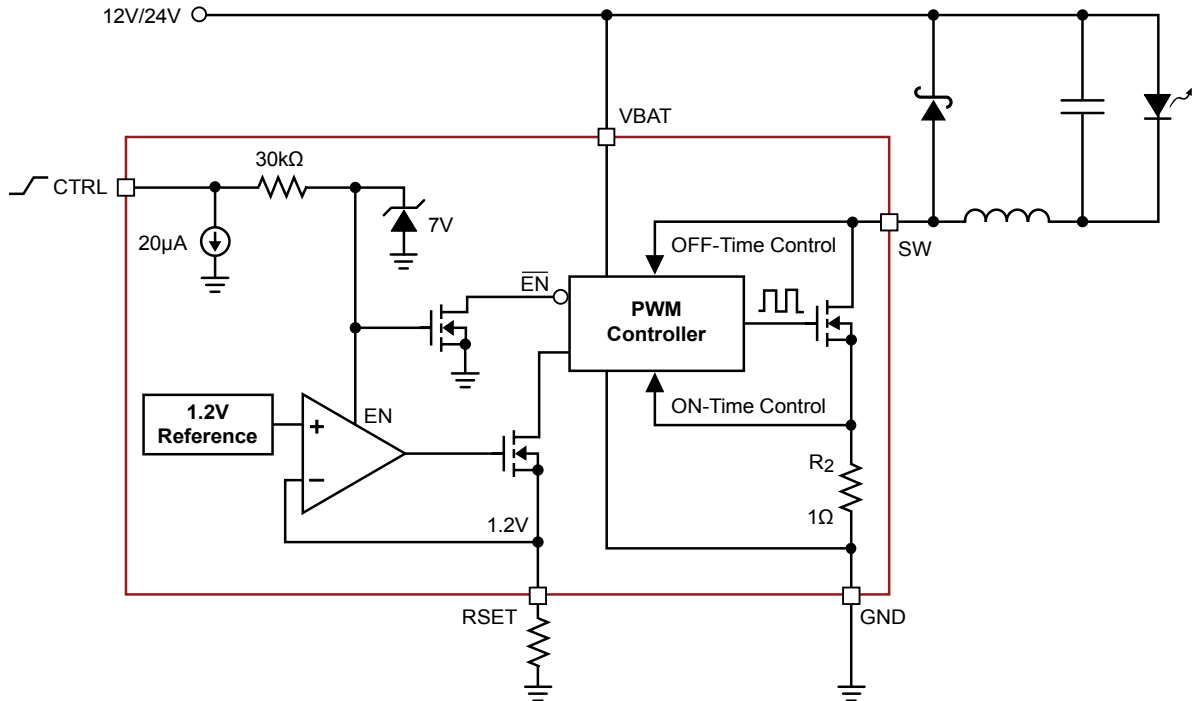 12V/24V
VBAT
30kΩ
CTRL
20µA
7V
OFF-Time Control
SW
EN
PWM
Controller
1.2V
Reference
EN
+
−
ON-Time Control
R2
1Ω
1.2V
RSET
GND